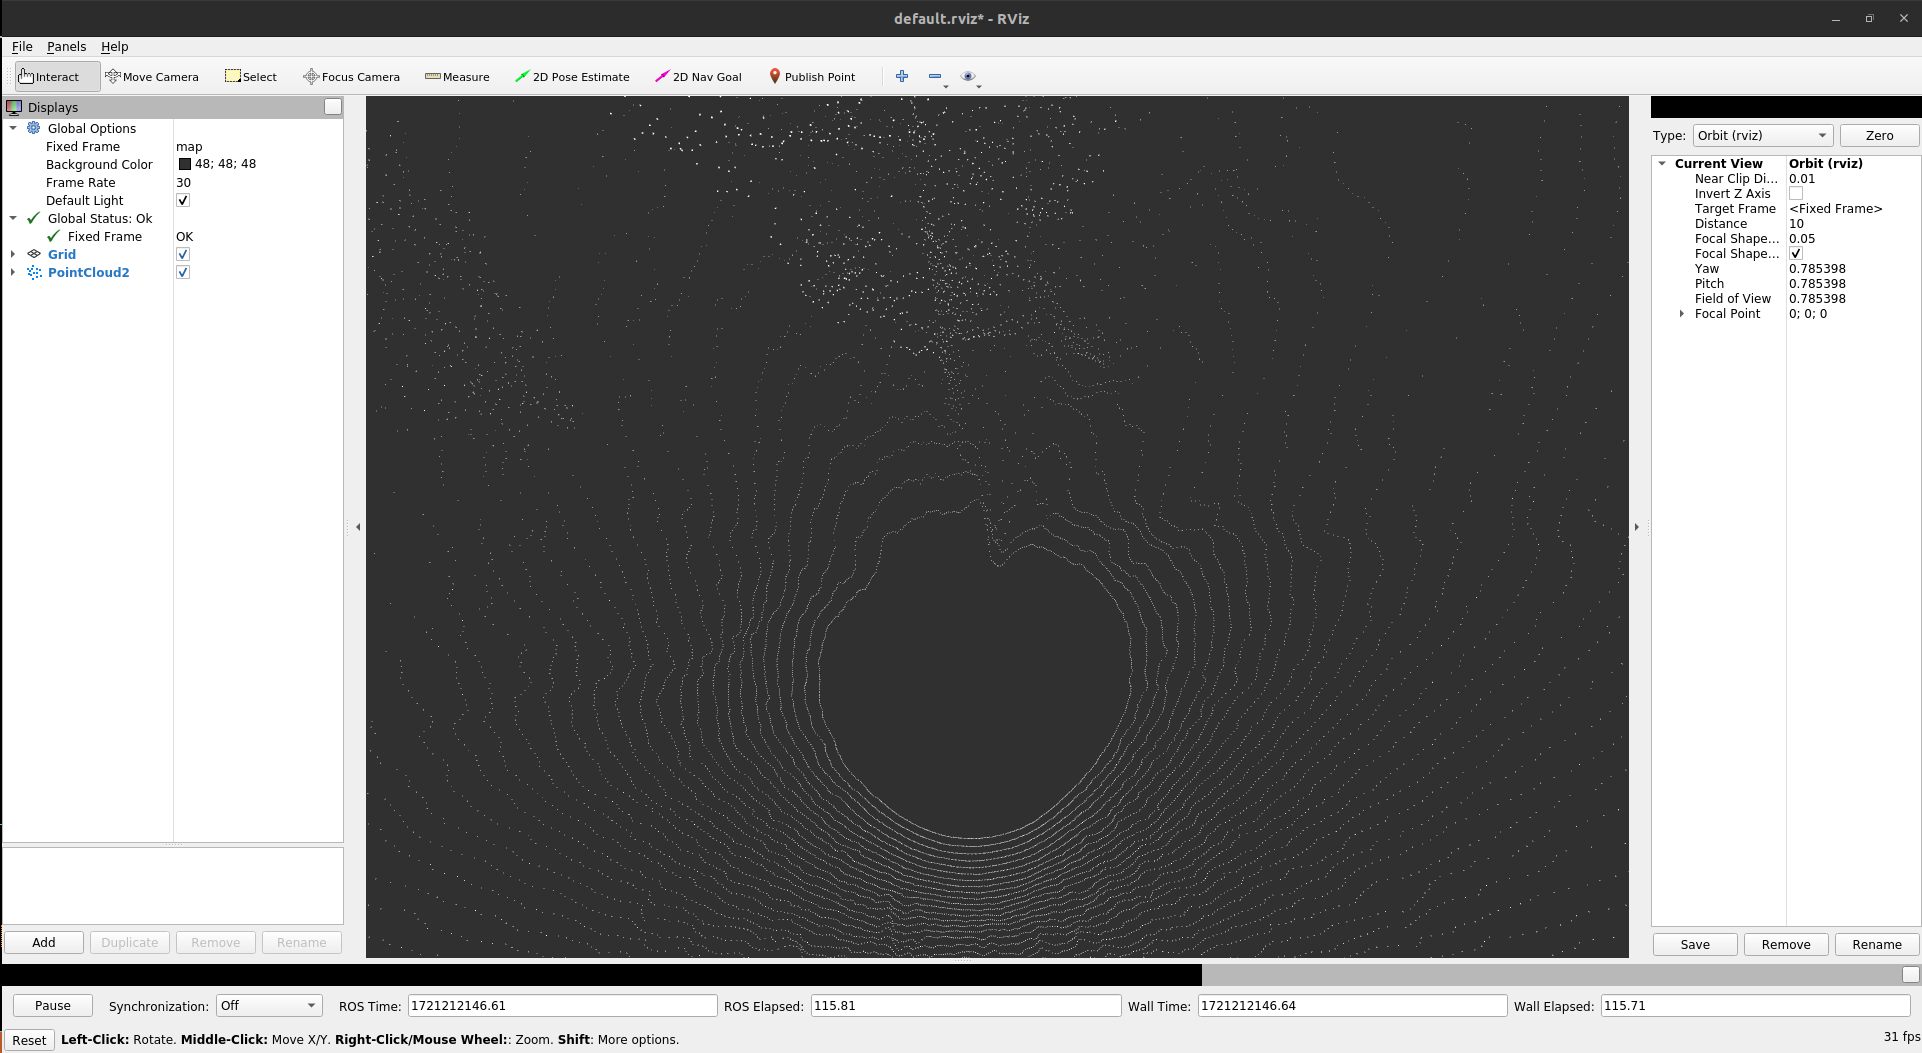 default.rviz* - RViz
File Panels Help
Interact Move Camera Select Focus Camera Measure 2D Pose Estimate 2D Nav Goal Publish Point
Displays
Global Options
Fixed Frame map
Background Color 48; 48; 48
Frame Rate 30
Default Light
Global Status: Ok
Fixed Frame OK
Grid
PointCloud2
Add Duplicate Remove Rename
Type: Orbit (rviz) Zero
Current View Orbit (rviz)
Near Clip Di... 0.01
Invert Z Axis
Target Frame <Fixed Frame>
Distance 10
Focal Shape... 0.05
Focal Shape...
Yaw 0.785398
Pitch 0.785398
Field of View 0.785398
Focal Point 0; 0; 0
Save Remove Rename
Pause Synchronization: Off ROS Time: 1721212146.61 ROS Elapsed: 115.81 Wall Time: 1721212146.64 Wall Elapsed: 115.71
Reset Left-Click: Rotate. Middle-Click: Move X/Y. Right-Click/Mouse Wheel:: Zoom. Shift: More options. 31 fps